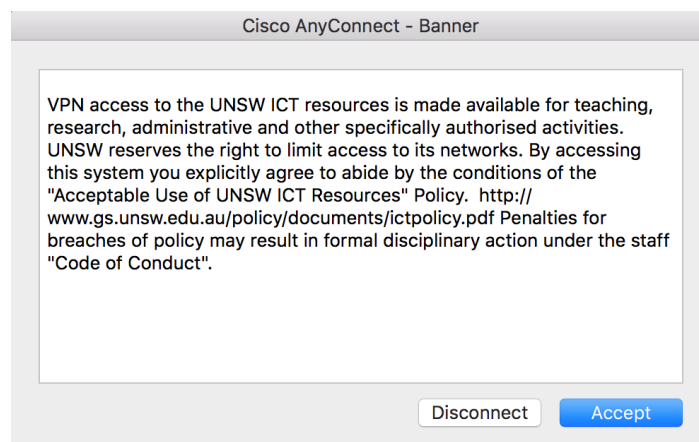 Cisco AnyConnect - Banner
VPN access to the UNSW ICT resources is made available for teaching,
research, administrative and other specifically authorised activities.
UNSW reserves the right to limit access to its networks. By accessing
this system you explicitly agree to abide by the conditions of the
"Acceptable Use of UNSW ICT Resources" Policy.  http://
www.gs.unsw.edu.au/policy/documents/ictpolicy.pdf Penalties for
breaches of policy may result in formal disciplinary action under the staff
"Code of Conduct".
Disconnect Accept